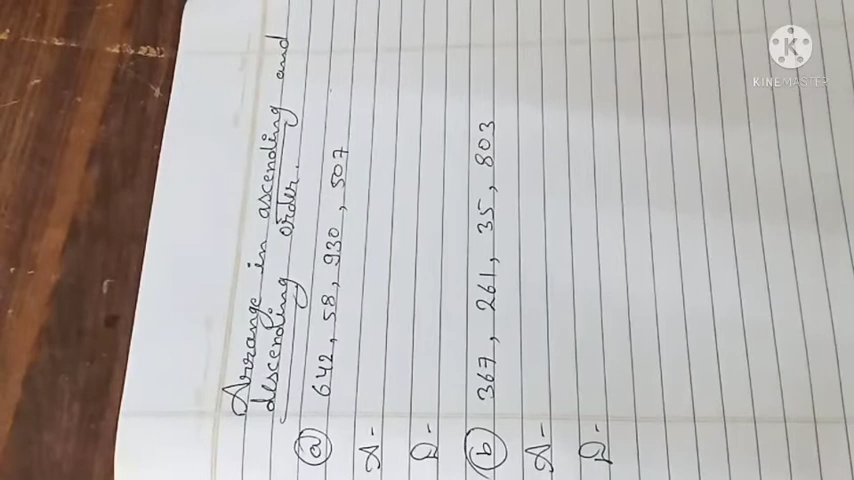 Arrange in ascending and
descending order.
(a) 642, 58, 930, 507
A-
D-
(b) 367, 261, 35, 803
A-
D-
K
KINEMASTER